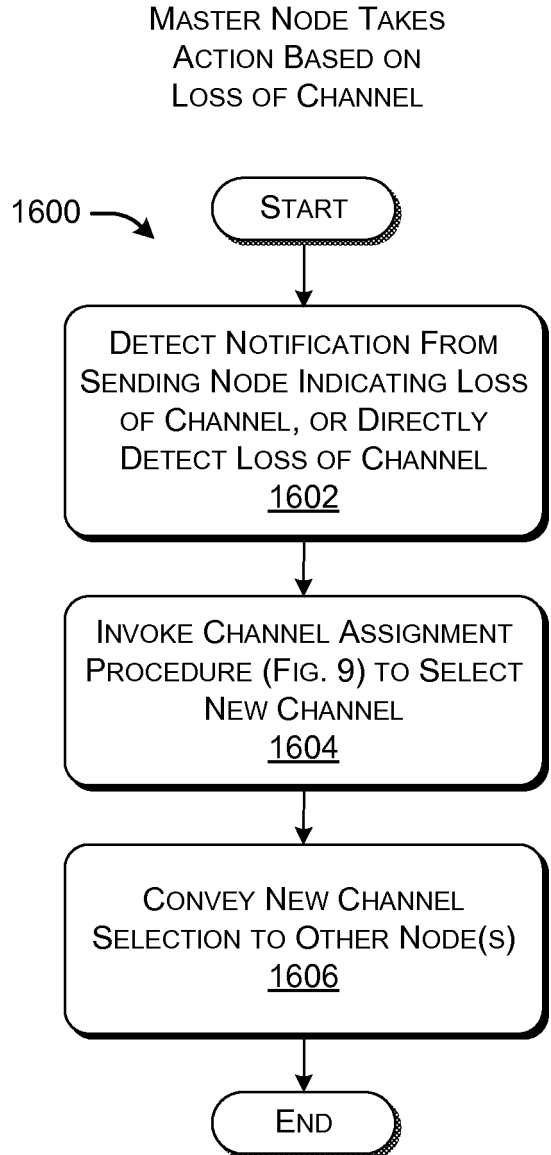 MASTER NODE TAKES
ACTION BASED ON
LOSS OF CHANNEL
1600
START
DETECT NOTIFICATION FROM
SENDING NODE INDICATING LOSS
OF CHANNEL, OR DIRECTLY
DETECT LOSS OF CHANNEL
1602
INVOKE CHANNEL ASSIGNMENT
PROCEDURE (FIG. 9) TO SELECT
NEW CHANNEL
1604
CONVEY NEW CHANNEL
SELECTION TO OTHER NODE(S)
1606
END